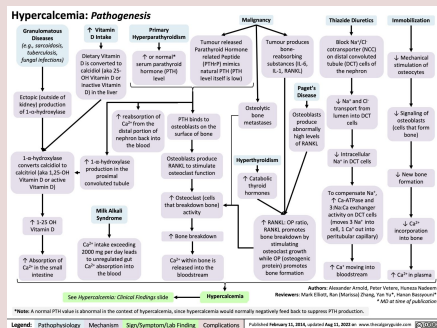 Hypercalcemia: Pathogenesis
Granulomatous
Diseases
(e.g., sarcoidosis,
tuberculosis,
fungal infections)
Ectopic (outside of
kidney) production
of 1-α-hydroxylase
1-α-hydroxylase
converts calcidiol to
calcitriol (aka 1,25-OH
Vitamin D or active
Vitamin D)
↑ 1-25 OH
Vitamin D
↑ Absorption of
Ca²⁺ in the small
intestine
↑ Vitamin
D Intake
Dietary Vitamin
D is converted to
calcidiol (aka 25-
OH Vitamin D or
inactive Vitamin
D) in the liver
Primary
Hyperparathyroidism
↑ or normal*
serum parathyroid
hormone (PTH)
level
↑ reabsorption of
Ca²⁺ from the
distal portion of
nephron back into
the blood
↑ 1-α-hydroxylase
production in the
proximal
convoluted tubule
Milk Alkali
Syndrome
Ca²⁺ intake exceeding
2000 mg per day leads
to unregulated gut
Ca²⁺ absorption into
the blood
Malignancy
Tumour released
Parathyroid Hormone
related Peptide
(PTHrP) mimics
natural PTH (PTH
level itself is low)
PTH binds to
osteoblasts on the
surface of bone
Osteoblasts produce
RANKL to stimulate
osteoclast function
↑ Osteoclast (cells
that breakdown bone)
activity
↑ Bone breakdown
Ca²⁺ within bone is
released into the
bloodstream
Tumour produces
bone-
reabsorbing
substances (IL-6,
IL-1, RANKL)
Osteolytic
bone
metastases
Paget's
Disease
Osteoblasts
produce
abnormally
high levels
of RANKL
Hyperthyroidism
↑ Catabolic
thyroid
hormones
↑ RANKL: OP ratio,
RANKL promotes
bone breakdown by
stimulating
osteoclast growth
while OP (osteogenic
protein) promotes
bone formation
Thiazide Diuretics
Block Na⁺/Cl⁻
cotransporter (NCC)
on distal convoluted
tubule (DCT) cells of
the nephron
↓ Na⁺ and Cl⁻
transport from
lumen into DCT
cells
↓ Intracellular
Na⁺ in DCT cells
To compensate Na⁺,
↑ Ca-ATPase and
3 Na:Ca exchanger
activity on DCT cells
(moves 3 Na⁺ into
cell, 1 Ca⁺ out into
peritubular capillary)
↑ Ca⁺ moving into
bloodstream
Immobilization
↓ Mechanical
stimulation of
osteocytes
↓ Signaling of
osteoblasts
(cells that form
bone)
↓ New bone
formation
↓ Ca²⁺
incorporation
into bone
↑ Ca²⁺ in plasma
See Hypercalcemia: Clinical Findings slide
Hypercalcemia
Authors: Alexander Arnold, Peter Vetere, Huneza Nadeem
Reviewers: Mark Elliott, Ran (Marissa) Zhang, Yan Yu*, Hanan Bassyouni*
* MD at time of publication
*Note: A normal PTH value is abnormal in the context of hypercalcemia, since hypercalcemia would normally negatively feed back to suppress PTH production.
Legend: Pathophysiology Mechanism Sign/Symptom/Lab Finding Complications
Published February 11, 2014, updated Aug 11, 2022 on www.thecalgaryguide.com